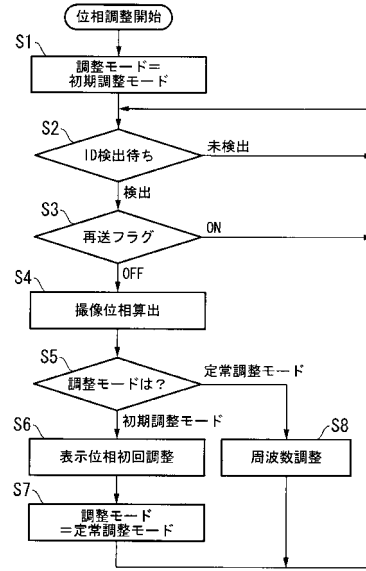 位相調整開始
S1
調整モード＝
初期調整モード
S2
ID検出待ち
未検出
検出
S3
再送フラグ
ON
OFF
S4
撮像位相算出
S5
調整モードは？
定常調整モード
初期調整モード
S6
表示位相初回調整
S8
周波数調整
S7
調整モード
＝定常調整モード